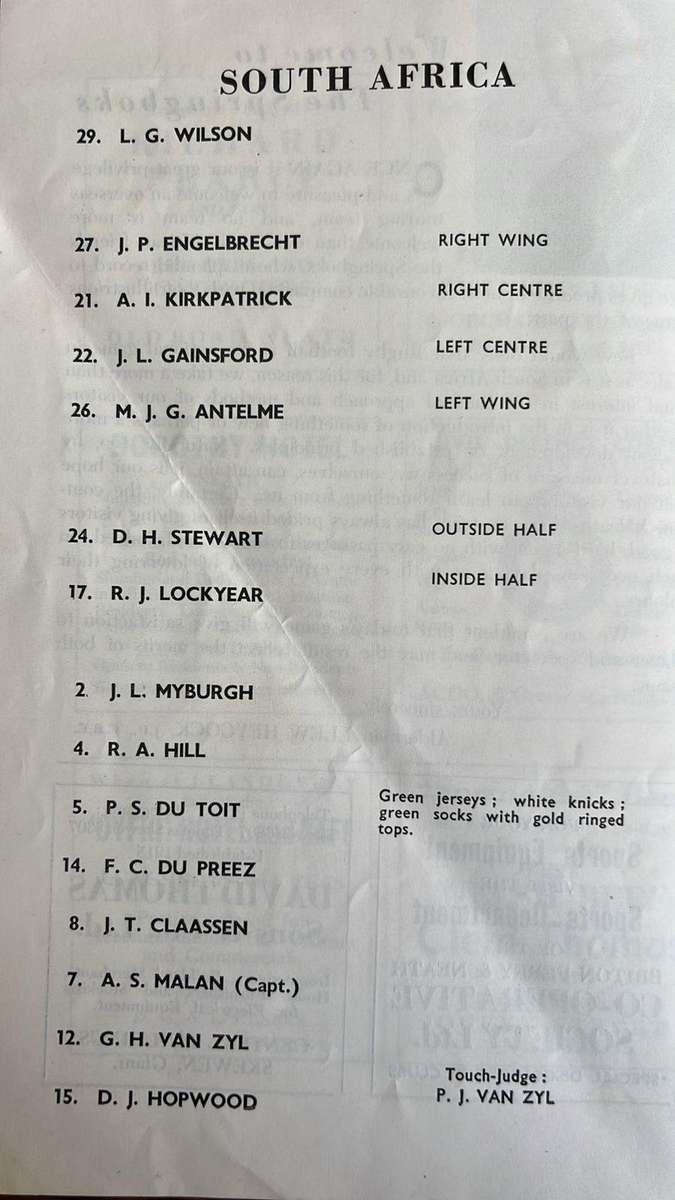 SOUTH AFRICA
29. L. G. WILSON
27. J. P. ENGELBRECHT RIGHT WING
21. A. I. KIRKPATRICK RIGHT CENTRE
22. J. L. GAINSFORD LEFT CENTRE
26. M. J. G. ANTELME LEFT WING
24. D. H. STEWART OUTSIDE HALF
17. R. J. LOCKYEAR INSIDE HALF
2. J. L. MYBURGH
4. R. A. HILL
5. P. S. DU TOIT
Green jerseys; white knicks;
green socks with gold ringed
tops.
14. F. C. DU PREEZ
8. J. T. CLAASSEN
7. A. S. MALAN (Capt.)
12. G. H. VAN ZYL
15. D. J. HOPWOOD
Touch-Judge:
P. J. VAN ZYL